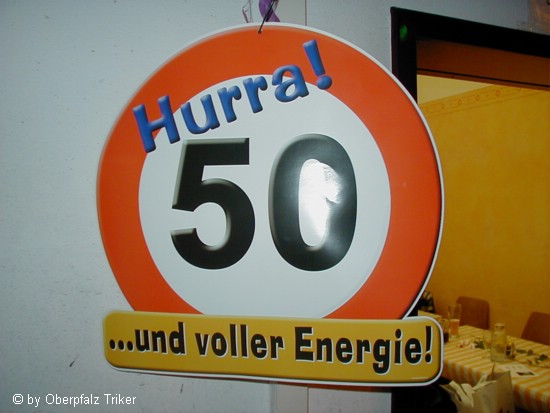 Hurra!
50
...und voller Energie!
© by Oberpfalz Triker